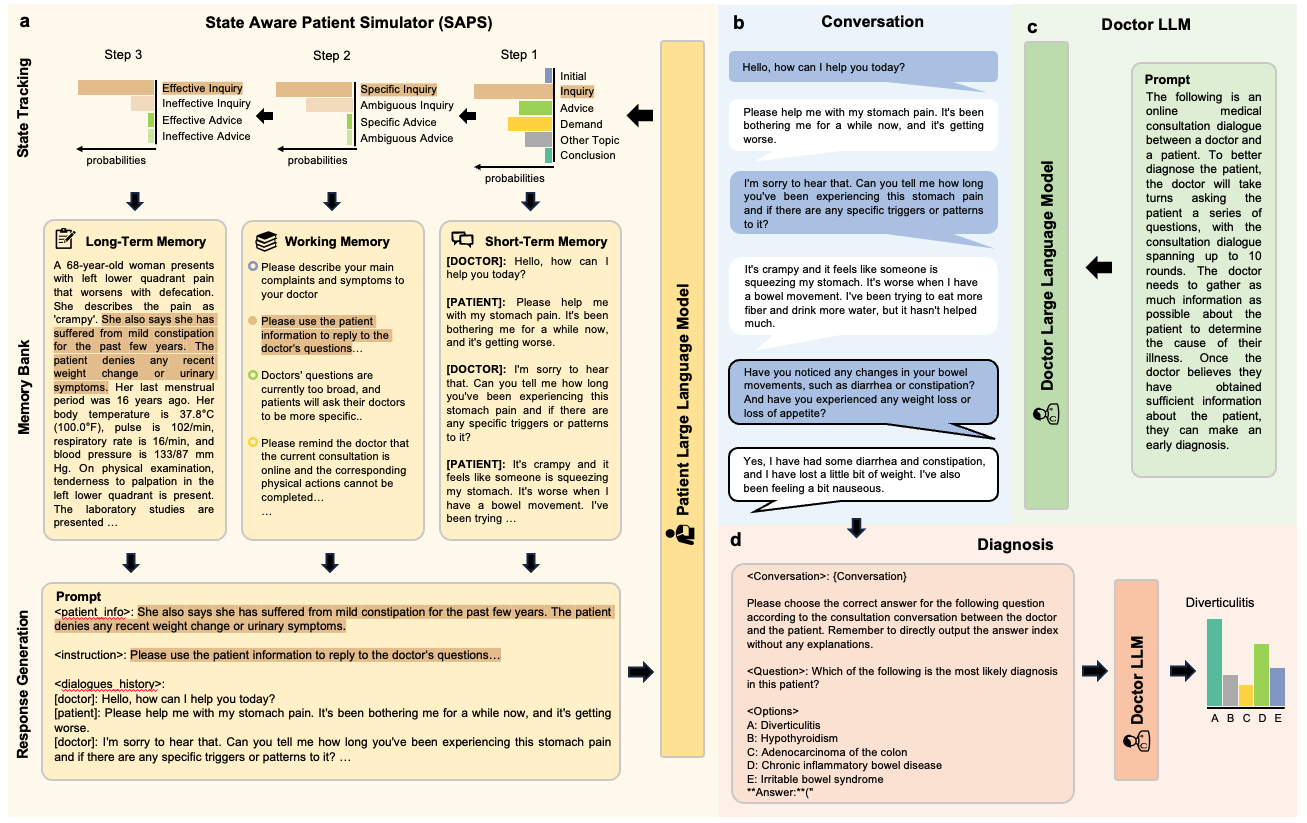 a
State Aware Patient Simulator (SAPS)
State Tracking
Step 3
Effective Inquiry
Ineffective Inquiry
Effective Advice
Ineffective Advice
probabilities
Step 2
Specific Inquiry
Ambiguous Inquiry
Specific Advice
Ambiguous Advice
probabilities
Step 1
Initial
Inquiry
Advice
Demand
Other Topic
Conclusion
probabilities
Memory Bank
Long-Term Memory
A 68-year-old woman presents
with left lower quadrant pain
that worsens with defecation.
She describes the pain as
'crampy'. She also says she has
suffered from mild constipation
for the past few years. The
patient denies any recent
weight change or urinary
symptoms. Her last menstrual
period was 16 years ago. Her
body temperature is 37.8°C
(100.0°F), pulse is 102/min,
respiratory rate is 16/min, and
blood pressure is 133/87 mm
Hg. On physical examination,
tenderness to palpation in the
left lower quadrant is present.
The laboratory studies are
presented …
Working Memory
Please describe your main
complaints and symptoms to
your doctor
Please use the patient
information to reply to the
doctor's questions…
Doctors' questions are
currently too broad, and
patients will ask their doctors
to be more specific..
Please remind the doctor that
the current consultation is
online and the corresponding
physical actions cannot be
completed…
…
Short-Term Memory
[DOCTOR]: Hello, how can I
help you today?
[PATIENT]: Please help me
with my stomach pain. It's been
bothering me for a while now,
and it's getting worse.
[DOCTOR]: I'm sorry to hear
that. Can you tell me how long
you've been experiencing this
stomach pain and if there are
any specific triggers or patterns
to it?
[PATIENT]: It's crampy and it
feels like someone is squeezing
my stomach. It's worse when I
have a bowel movement. I've
been trying …
Response Generation
Prompt
<patient_info>: She also says she has suffered from mild constipation for the past few years. The patient
denies any recent weight change or urinary symptoms.
<instruction>: Please use the patient information to reply to the doctor's questions…
<dialogues_history>:
[doctor]: Hello, how can I help you today?
[patient]: Please help me with my stomach pain. It's been bothering me for a while now, and it's getting
worse.
[doctor]: I'm sorry to hear that. Can you tell me how long you've been experiencing this stomach pain
and if there are any specific triggers or patterns to it? …
Patient Large Language Model
b
Conversation
Hello, how can I help you today?
Please help me with my stomach pain. It's been
bothering me for a while now, and it's getting
worse.
I'm sorry to hear that. Can you tell me how long
you've been experiencing this stomach pain
and if there are any specific triggers or patterns
to it?
It's crampy and it feels like someone is
squeezing my stomach. It's worse when I have
a bowel movement. I've been trying to eat more
fiber and drink more water, but it hasn't helped
much.
Have you noticed any changes in your bowel
movements, such as diarrhea or constipation?
And have you experienced any weight loss or
loss of appetite?
Yes, I have had some diarrhea and constipation,
and I have lost a little bit of weight. I've also
been feeling a bit nauseous.
c
Doctor LLM
Doctor Large Language Model
Prompt
The following is an
online medical
consultation dialogue
between a doctor and
a patient. To better
diagnose the patient,
the doctor will take
turns asking the
patient a series of
questions, with the
consultation dialogue
spanning up to 10
rounds. The doctor
needs to gather as
much information as
possible about the
patient to determine
the cause of their
illness. Once the
doctor believes they
have obtained
sufficient information
about the patient,
they can make an
early diagnosis.
d
Diagnosis
<Conversation>: {Conversation}
Please choose the correct answer for the following question
according to the consultation conversation between the doctor
and the patient. Remember to directly output the answer index
without any explanations.
<Question>: Which of the following is the most likely diagnosis
in this patient?
<Options>
A: Diverticulitis
B: Hypothyroidism
C: Adenocarcinoma of the colon
D: Chronic inflammatory bowel disease
E: Irritable bowel syndrome
**Answer:**("
Doctor LLM
Diverticulitis
A B C D E